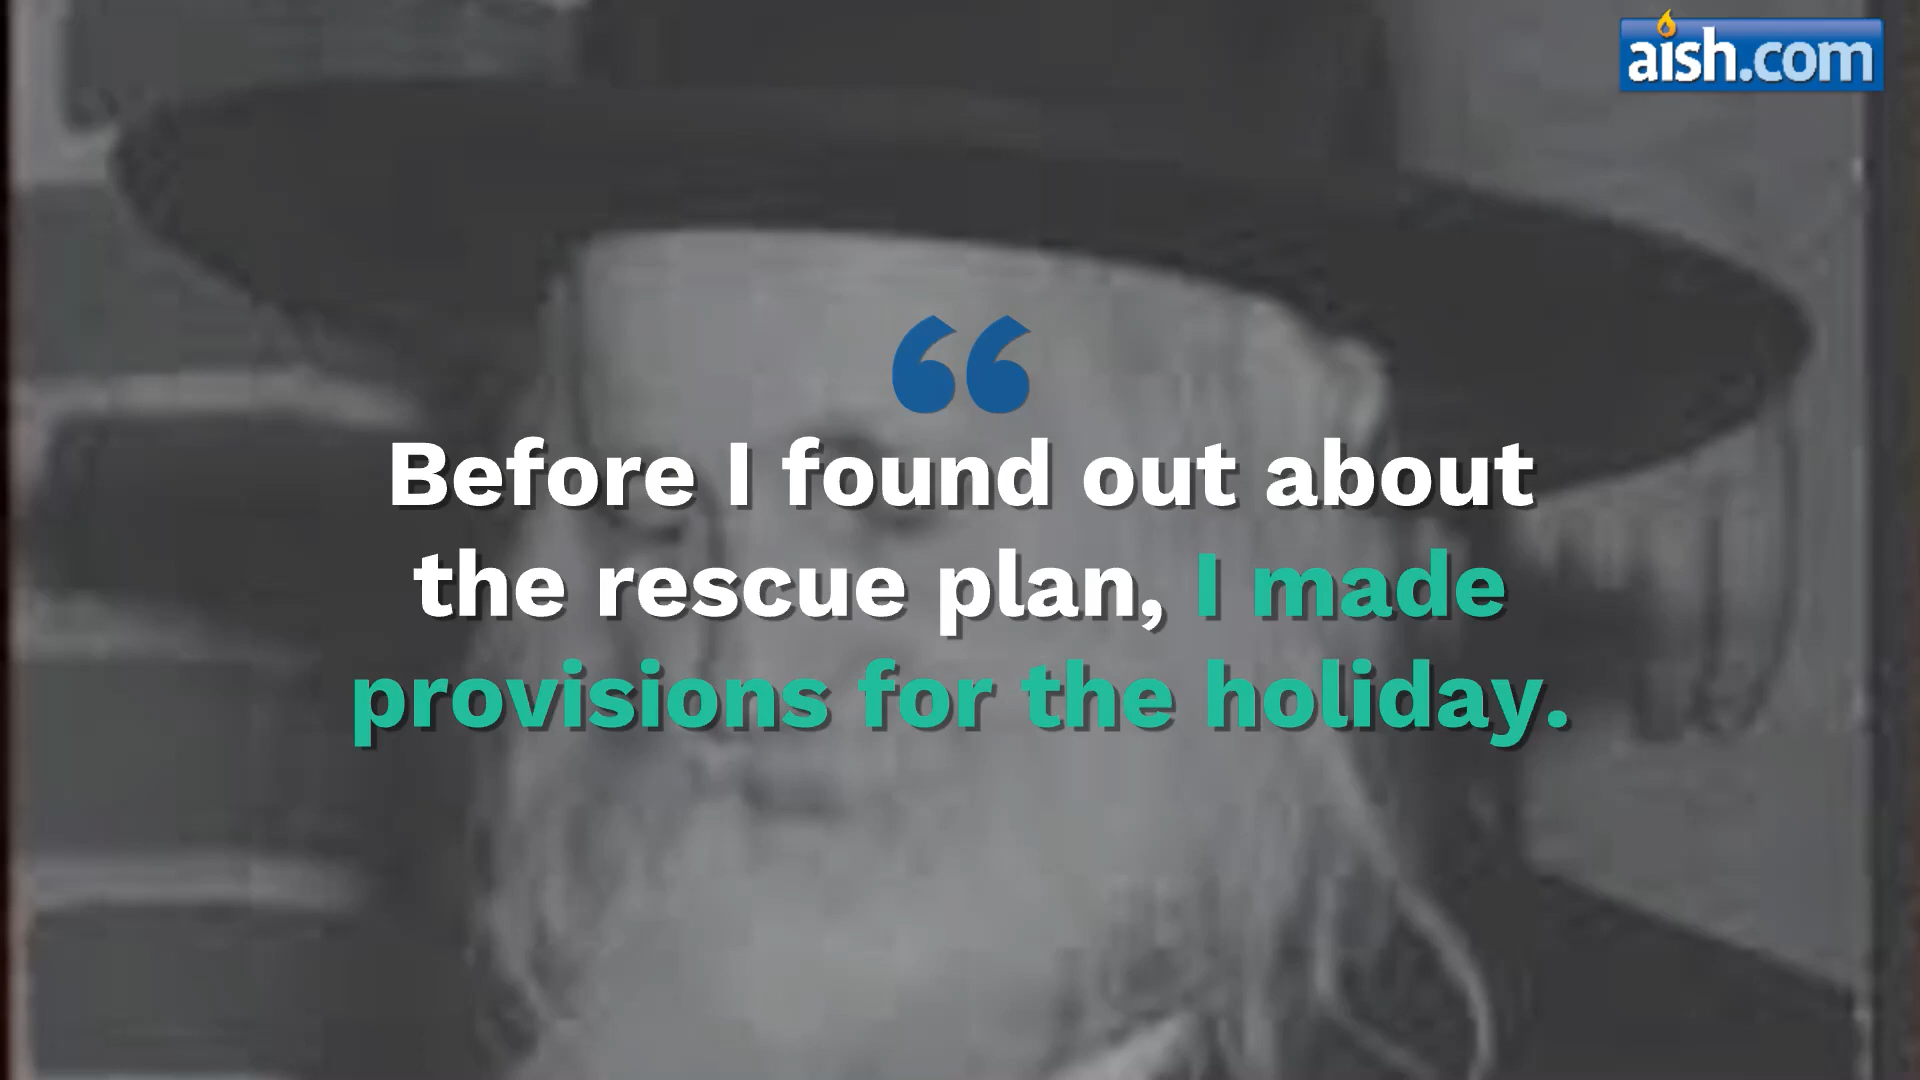 aish.com
“
Before I found out about
the rescue plan, I made
provisions for the holiday.